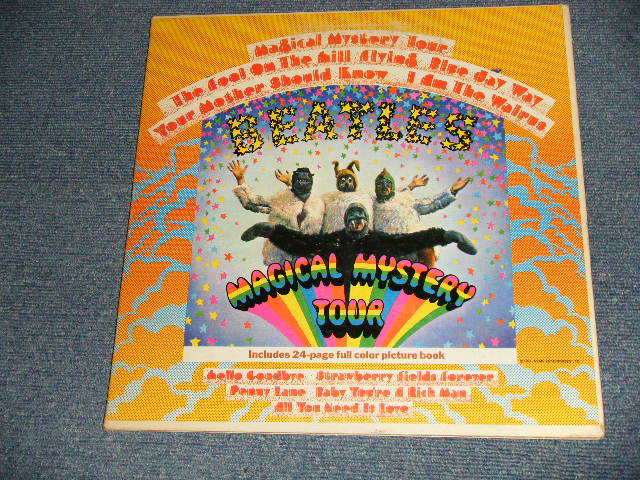 Magical Mystery Tour
The Fool On The Hill Flying Blue Jay Way
Your Mother Should Know I Am The Walrus
BEATLES
MAGICAL MYSTERY
TOUR
Includes 24-page full color picture book
Hello Goodbye Strawberry Fields Forever
Penny Lane Baby You're A Rich Man
All You Need Is Love